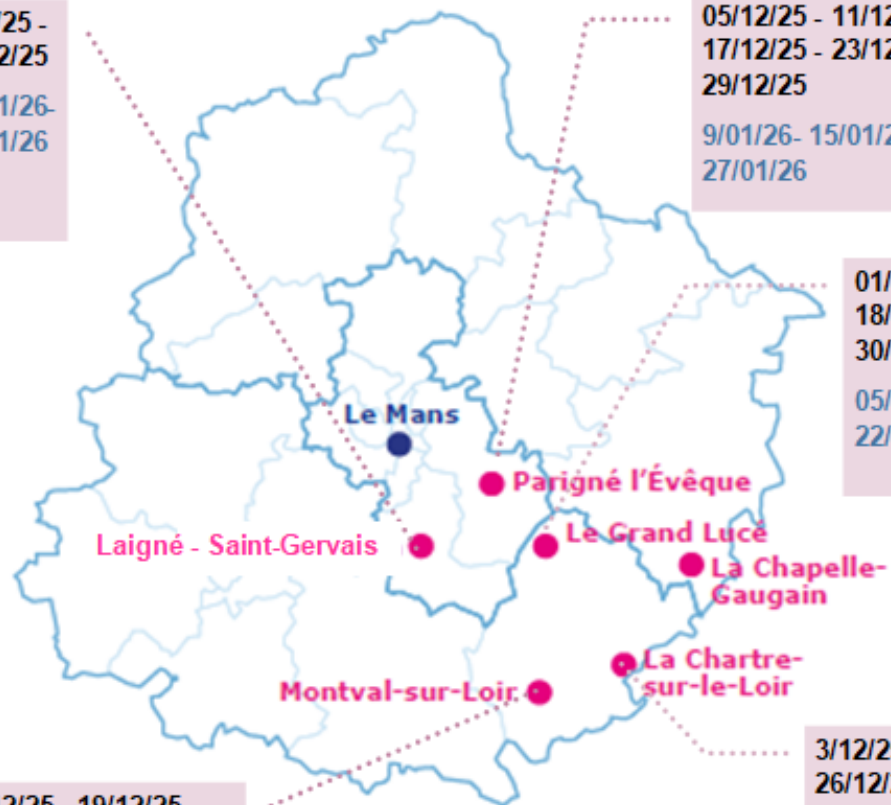 /25 -
2/25
1/26-
1/26
05/12/25 - 11/12
17/12/25 - 23/12
29/12/25
9/01/26- 15/01/2
27/01/26
01/
18/
30/
05/
22/
Le Mans
Parigné l'Évêque
Laigné - Saint-Gervais
Le Grand Lucé
La Chapelle-
Gaugain
La Chartre-
sur-le-Loir
Montval-sur-Loir
3/12/2
26/12/
2/25 - 19/12/25